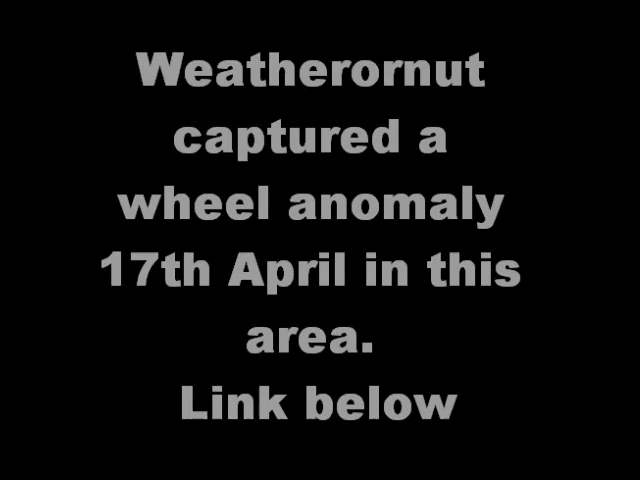 Weatherornut
captured a
wheel anomaly
17th April in this
area.
Link below